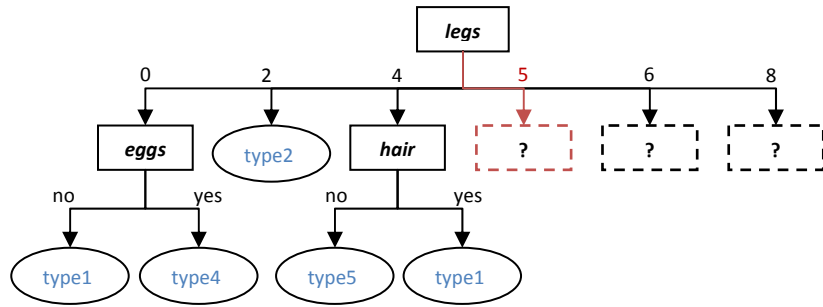 legs
0 2 4 5 6 8
eggs type2 hair ? ? ?
no yes no yes
type1 type4 type5 type1